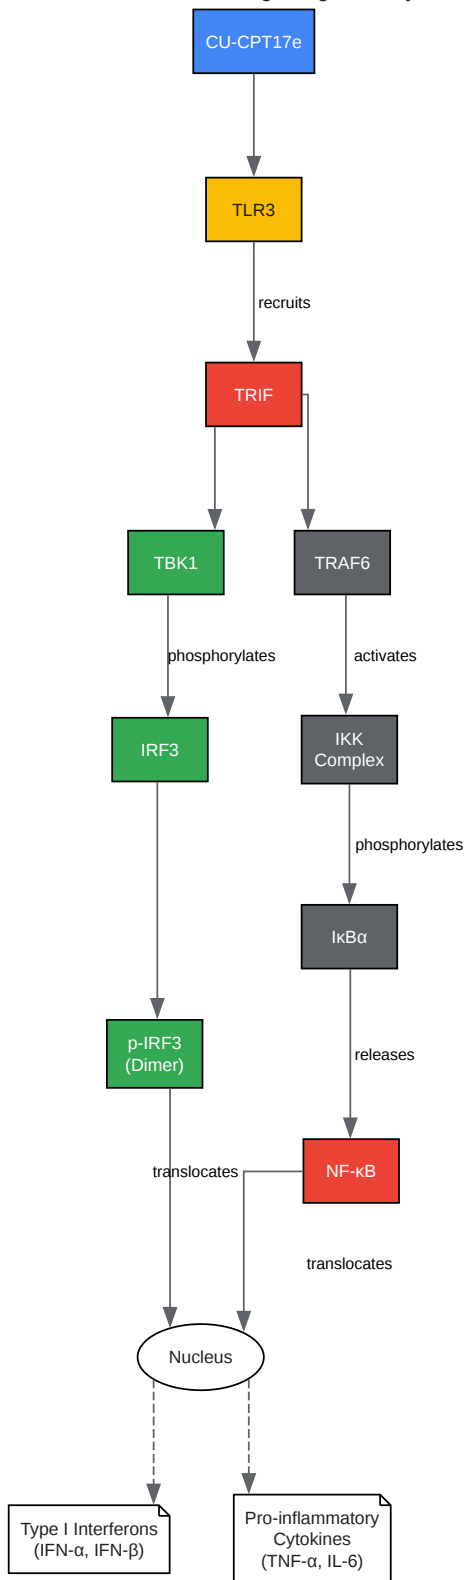 CU-CPT17e
TLR3
recruits
TRIF
TBK1
TRAF6
phosphorylates
activates
IRF3
IKK
Complex
phosphorylates
IκBα
p-IRF3
(Dimer)
releases
translocates
NF-κB
translocates
Nucleus
Type I Interferons
(IFN-α, IFN-β)
Pro-inflammatory
Cytokines
(TNF-α, IL-6)